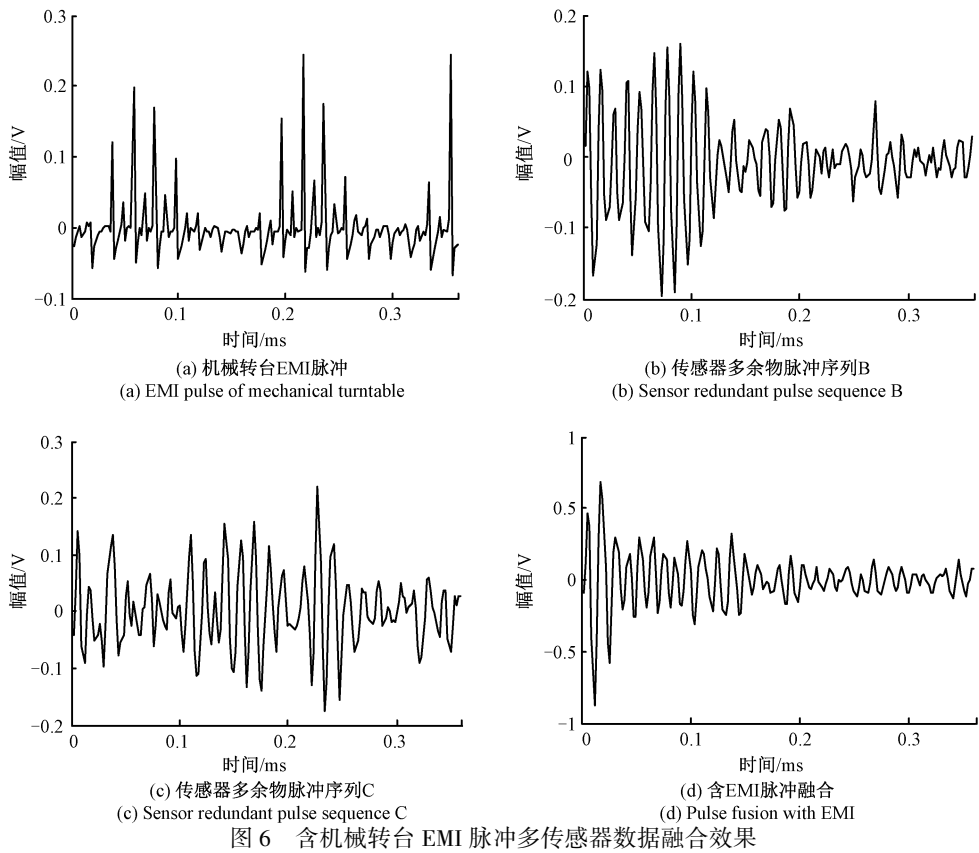 0.3
0.2
0.1
0
−0.1
幅值/V
0 0.1 0.2 0.3
时间/ms
(a) 机械转台EMI脉冲
(a) EMI pulse of mechanical turntable
0.2
0.1
0
−0.1
−0.2
幅值/V
0 0.1 0.2 0.3
时间/ms
(b) 传感器多余物脉冲序列B
(b) Sensor redundant pulse sequence B
0.3
0.2
0.1
0
−0.1
−0.2
幅值/V
0 0.1 0.2 0.3
时间/ms
(c) 传感器多余物脉冲序列C
(c) Sensor redundant pulse sequence C
1
0.5
0
−0.5
−1
幅值/V
0 0.1 0.2 0.3
时间/ms
(d) 含EMI脉冲融合
(d) Pulse fusion with EMI
图 6 含机械转台 EMI 脉冲多传感器数据融合效果